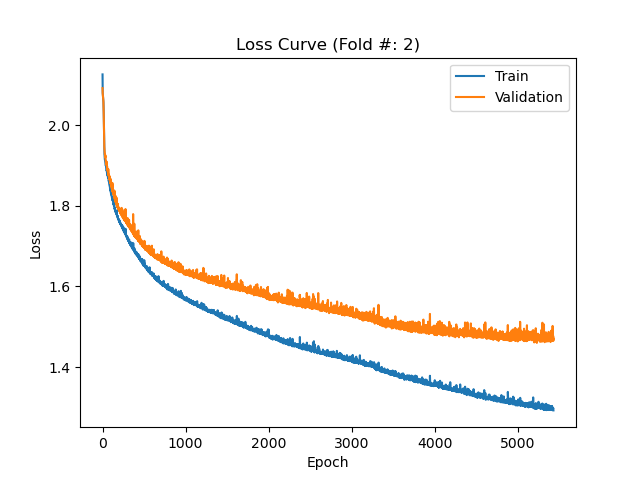 Loss Curve (Fold #: 2)
Train
Validation
Loss
2.0
1.8
1.6
1.4
0 1000 2000 3000 4000 5000
Epoch